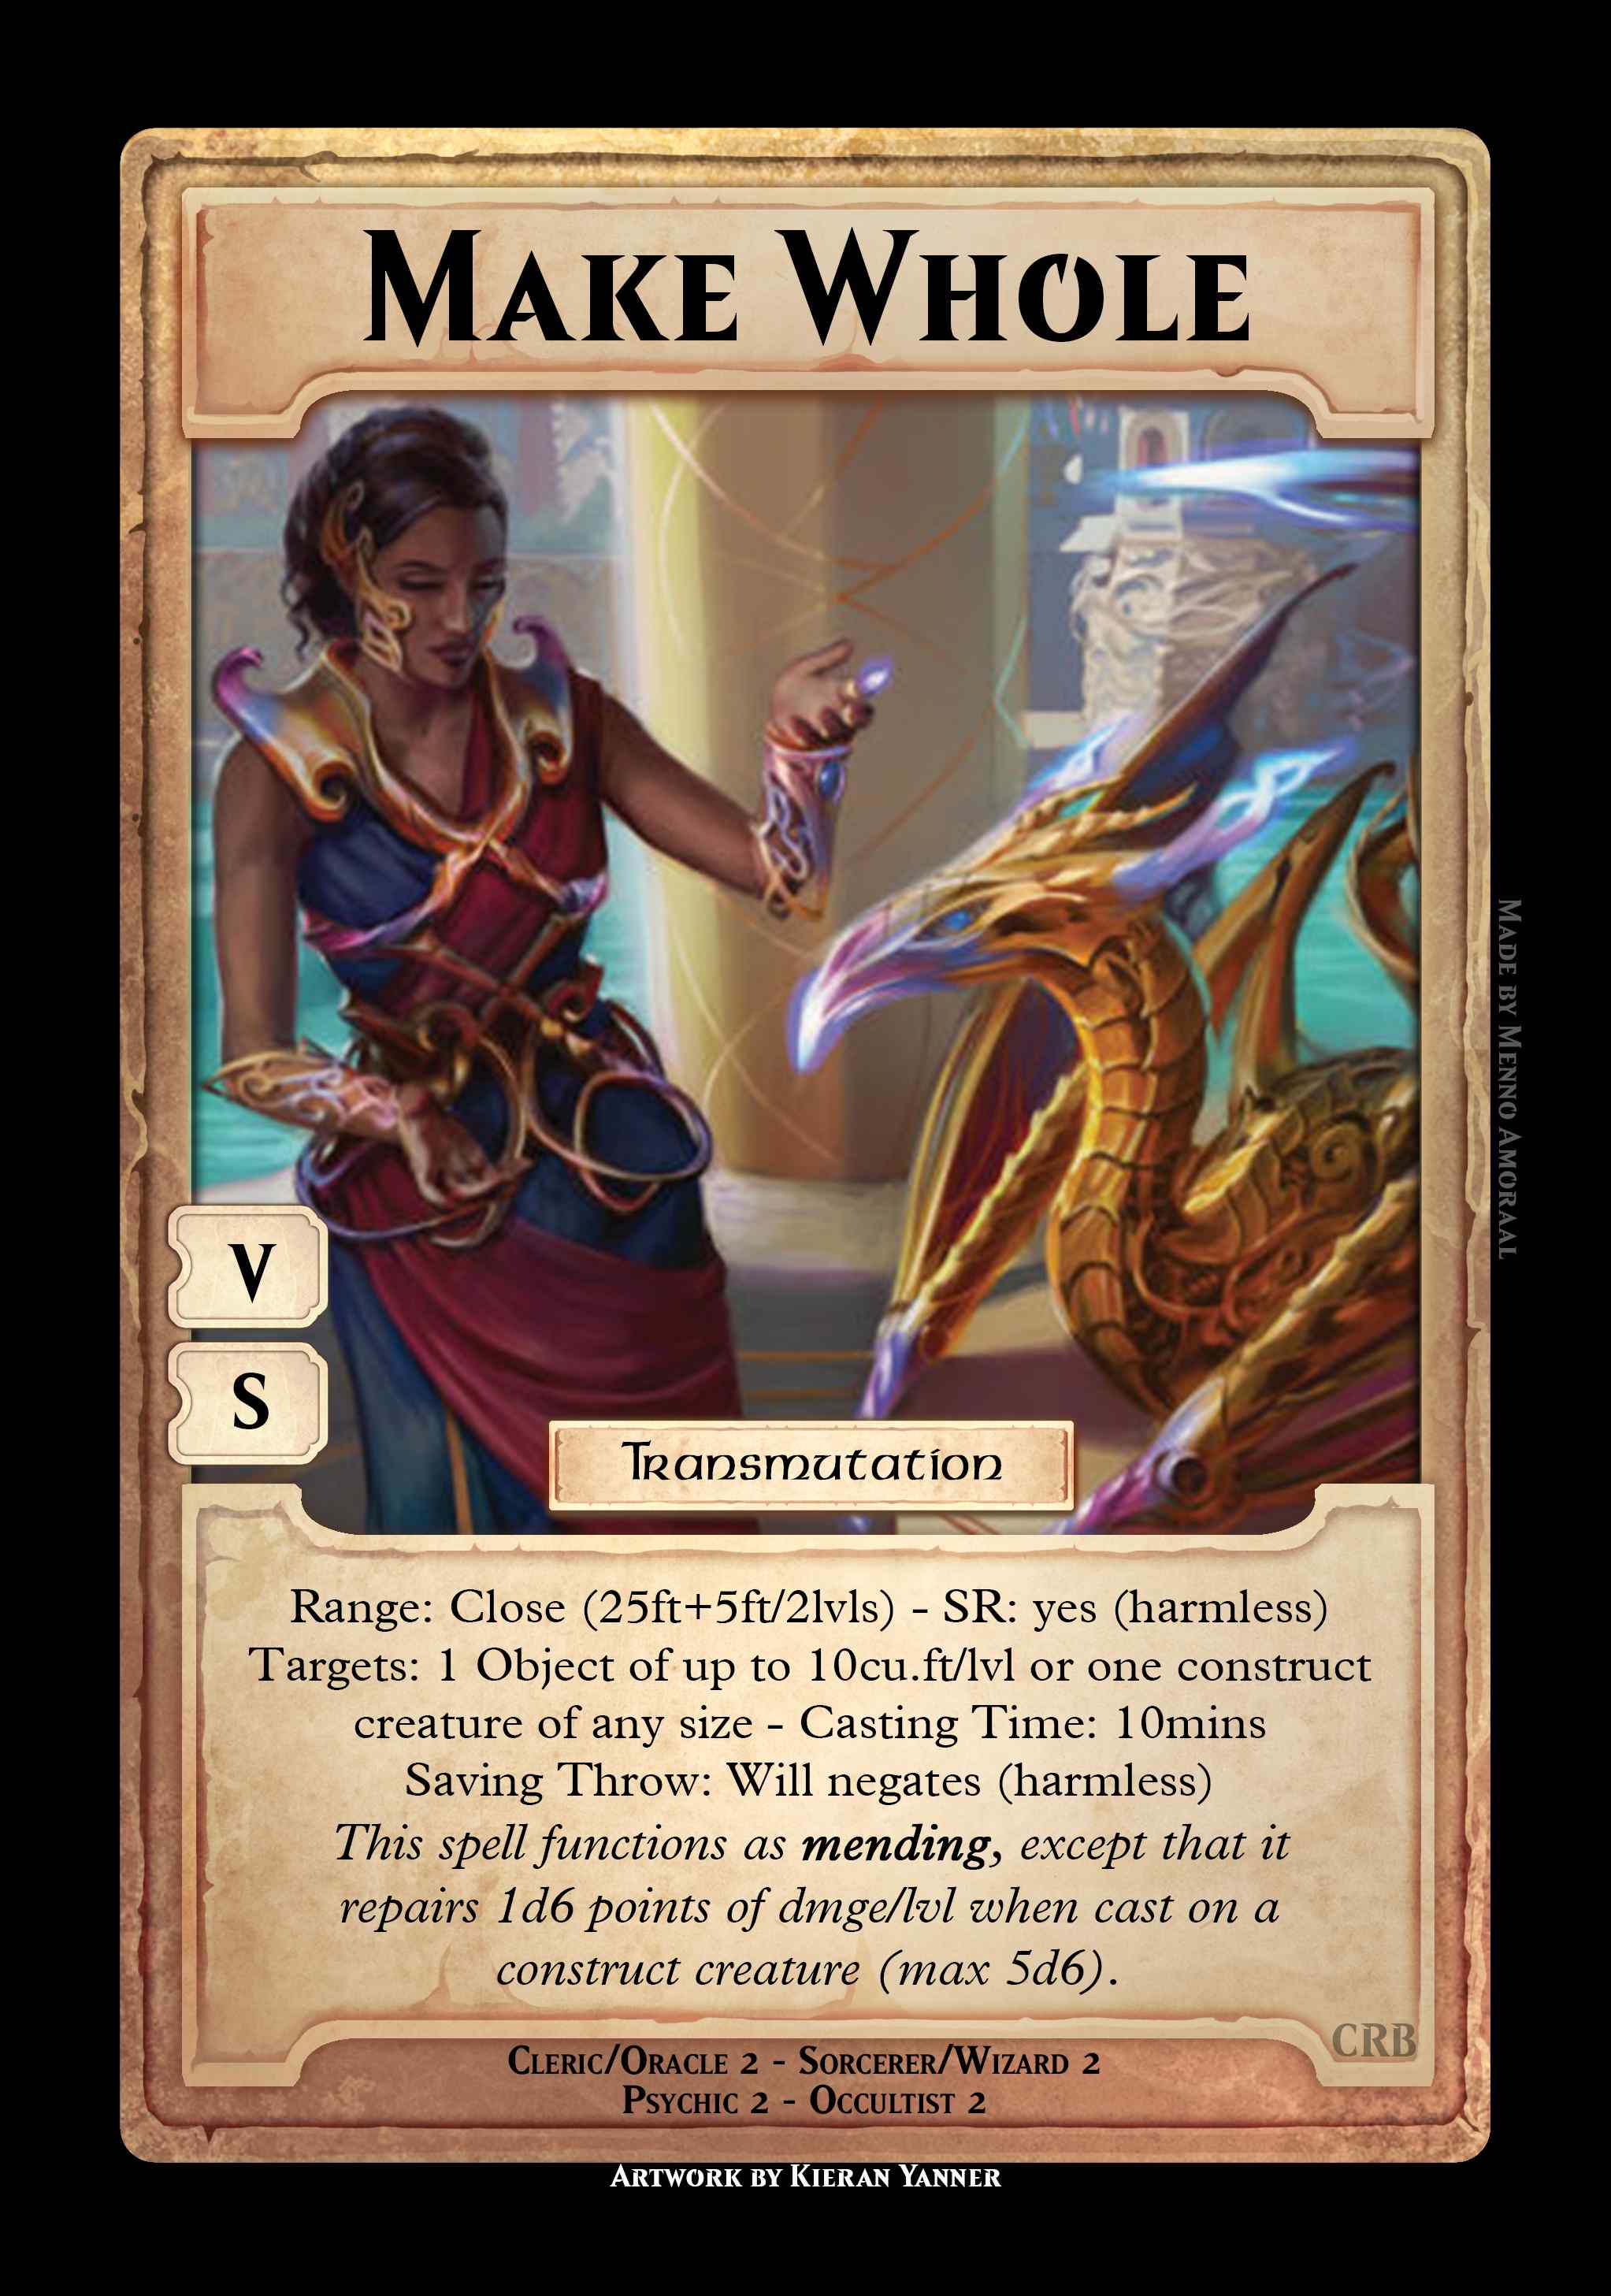 Make Whole
V
S
Transmutation
Range: Close (25ft+5ft/2lvls) - SR: yes (harmless)
Targets: 1 Object of up to 10cu.ft/lvl or one construct
creature of any size - Casting Time: 10mins
Saving Throw: Will negates (harmless)
This spell functions as mending, except that it
repairs 1d6 points of dmge/lvl when cast on a
construct creature (max 5d6).
CRB
Cleric/Oracle 2 - Sorcerer/Wizard 2
Psychic 2 - Occultist 2
Artwork by Kieran Yanner
Made by Menno Amoraal